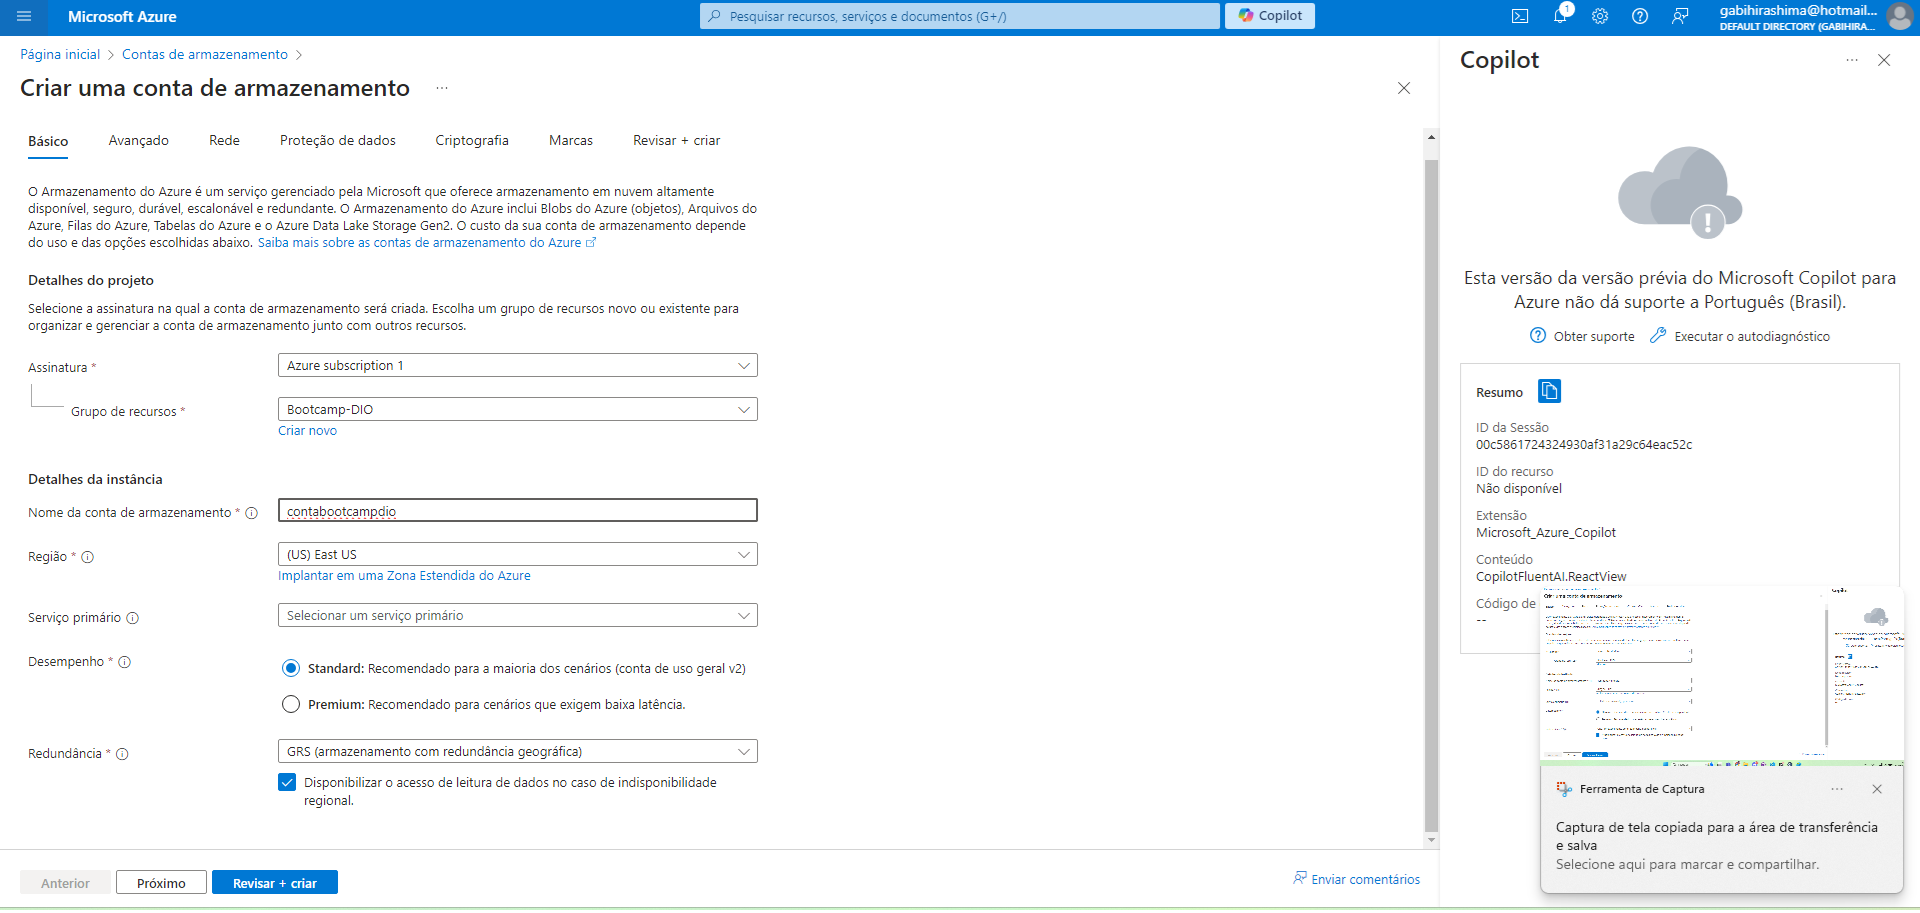 Microsoft Azure
Pesquisar recursos, serviços e documentos (G+/)
Copilot
1
gabihirashima@hotmail...
DEFAULT DIRECTORY (GABIHIRA...
Página inicial > Contas de armazenamento >
Criar uma conta de armazenamento ...
Básico Avançado Rede Proteção de dados Criptografia Marcas Revisar + criar
O Armazenamento do Azure é um serviço gerenciado pela Microsoft que oferece armazenamento em nuvem altamente
disponível, seguro, durável, escalonável e redundante. O Armazenamento do Azure inclui Blobs do Azure (objetos), Arquivos do
Azure, Filas do Azure, Tabelas do Azure e o Azure Data Lake Storage Gen2. O custo da sua conta de armazenamento depende
do uso e das opções escolhidas abaixo. Saiba mais sobre as contas de armazenamento do Azure
Detalhes do projeto
Selecione a assinatura na qual a conta de armazenamento será criada. Escolha um grupo de recursos novo ou existente para
organizar e gerenciar a conta de armazenamento junto com outros recursos.
Assinatura * Azure subscription 1
Grupo de recursos * Bootcamp-DIO
Criar novo
Detalhes da instância
Nome da conta de armazenamento * contabootcampdio
Região * (US) East US
Implantar em uma Zona Estendida do Azure
Serviço primário Selecionar um serviço primário
Desempenho * Standard: Recomendado para a maioria dos cenários (conta de uso geral v2)
Premium: Recomendado para cenários que exigem baixa latência.
Redundância * GRS (armazenamento com redundância geográfica)
Disponibilizar o acesso de leitura de dados no caso de indisponibilidade
regional.
Anterior Próximo Revisar + criar
Enviar comentários
Copilot ...
Esta versão da versão prévia do Microsoft Copilot para
Azure não dá suporte a Português (Brasil).
Obter suporte Executar o autodiagnóstico
Resumo
ID da Sessão
00c5861724324930af31a29c64eac52c
ID do recurso
Não disponível
Extensão
Microsoft_Azure_Copilot
Conteúdo
CopilotFluentAI.ReactView
Código de
--
Criar uma conta de armazenamento
Copilot
Ferramenta de Captura ...
Captura de tela copiada para a área de transferência
e salva
Selecione aqui para marcar e compartilhar.